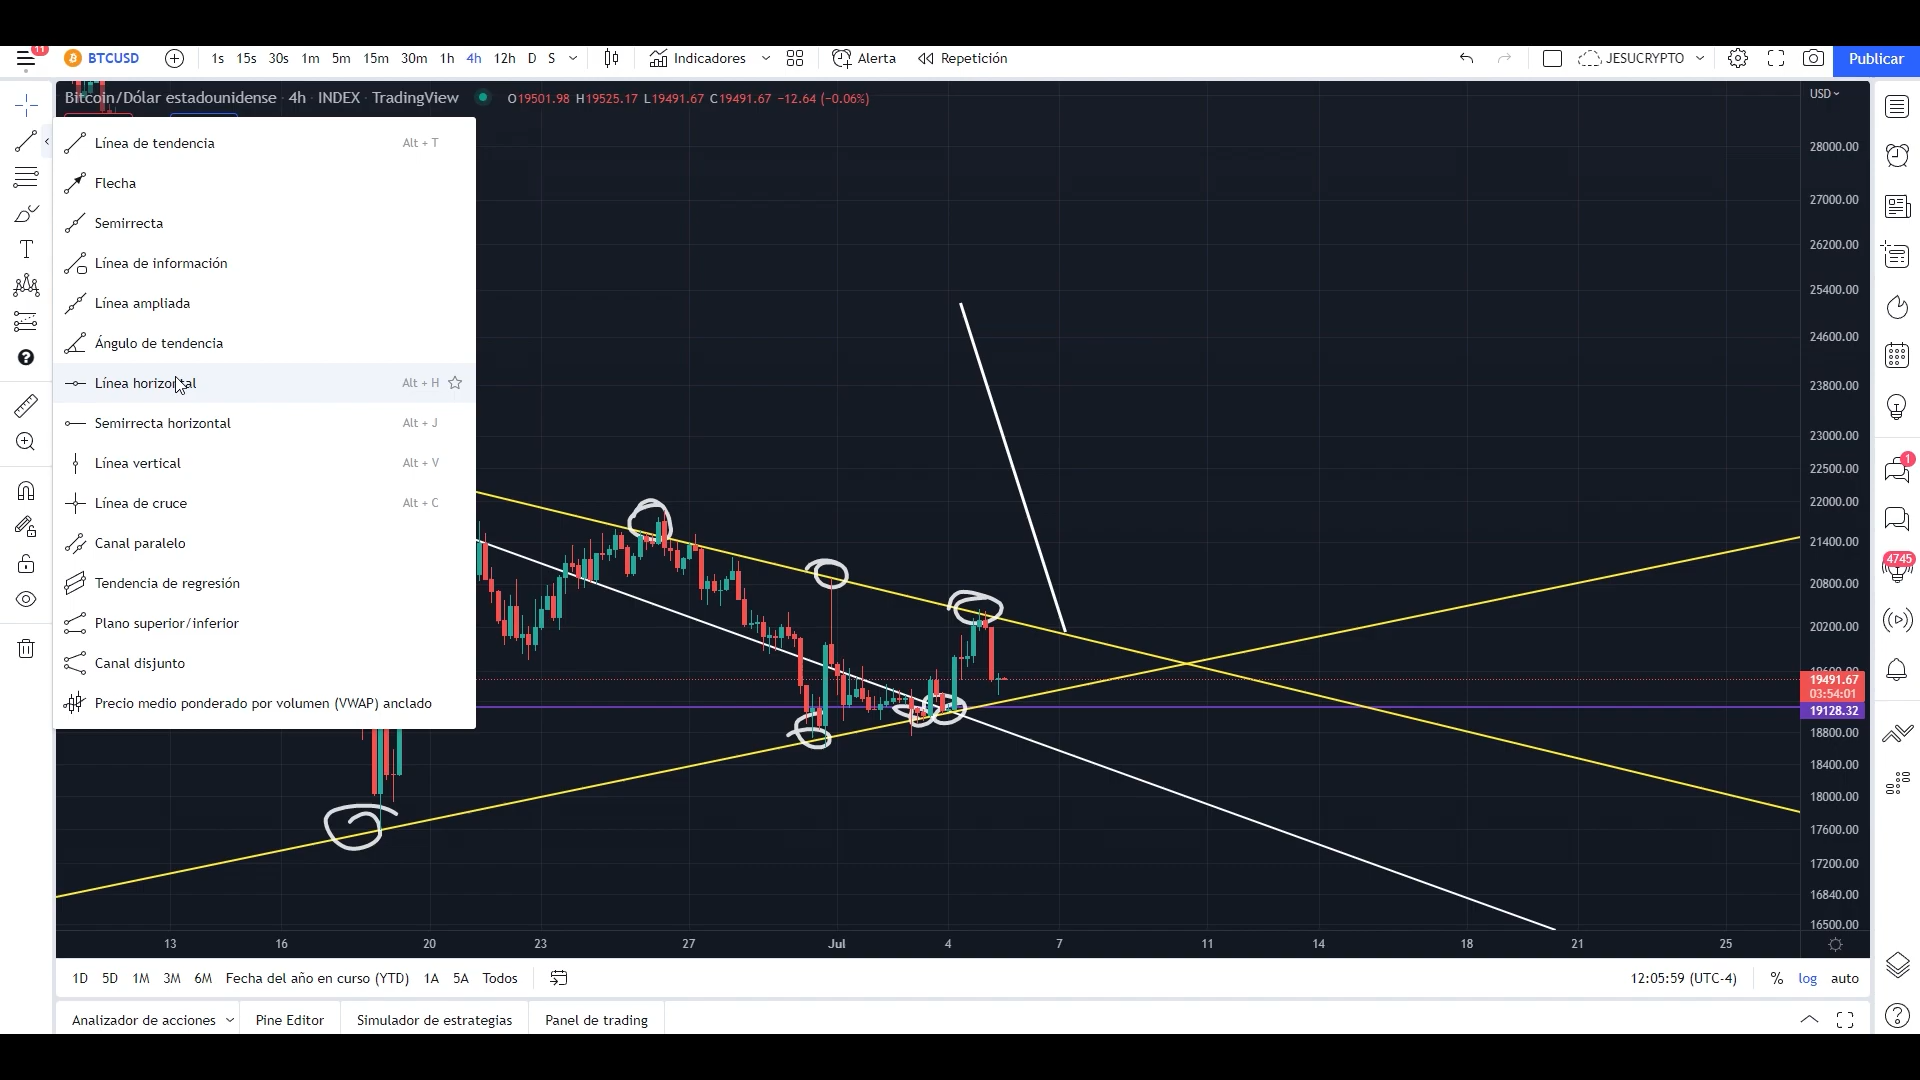 11
BTCUSD 1s 15s 30s 1m 5m 15m 30m 1h 4h 12h D S Indicadores Alerta Repetición JESUCRYPTO Publicar
Bitcoin/Dólar estadounidense · 4h · INDEX · TradingView O19501.98 H19525.17 L19491.67 C19491.67 −12.64 (−0.06%) USD
Línea de tendencia Alt + T
Flecha
Semirrecta
Línea de información
Línea ampliada
Ángulo de tendencia
Línea horizontal Alt + H
Semirrecta horizontal Alt + J
Línea vertical Alt + V
Línea de cruce Alt + C
Canal paralelo
Tendencia de regresión
Plano superior/inferior
Canal disjunto
Precio medio ponderado por volumen (VWAP) anclado
28000.00
27000.00
26200.00
25400.00
24600.00
23800.00
23000.00
22500.00
22000.00
21400.00
20800.00
20200.00
19600.00
19491.67
03:54:01
19128.32
18800.00
18400.00
18000.00
17600.00
17200.00
16840.00
16500.00
1
4745
13 16 20 23 27 Jul 4 7 11 14 18 21 25
1D 5D 1M 3M 6M Fecha del año en curso (YTD) 1A 5A Todos 12:05:59 (UTC-4) % log auto
Analizador de acciones Pine Editor Simulador de estrategias Panel de trading